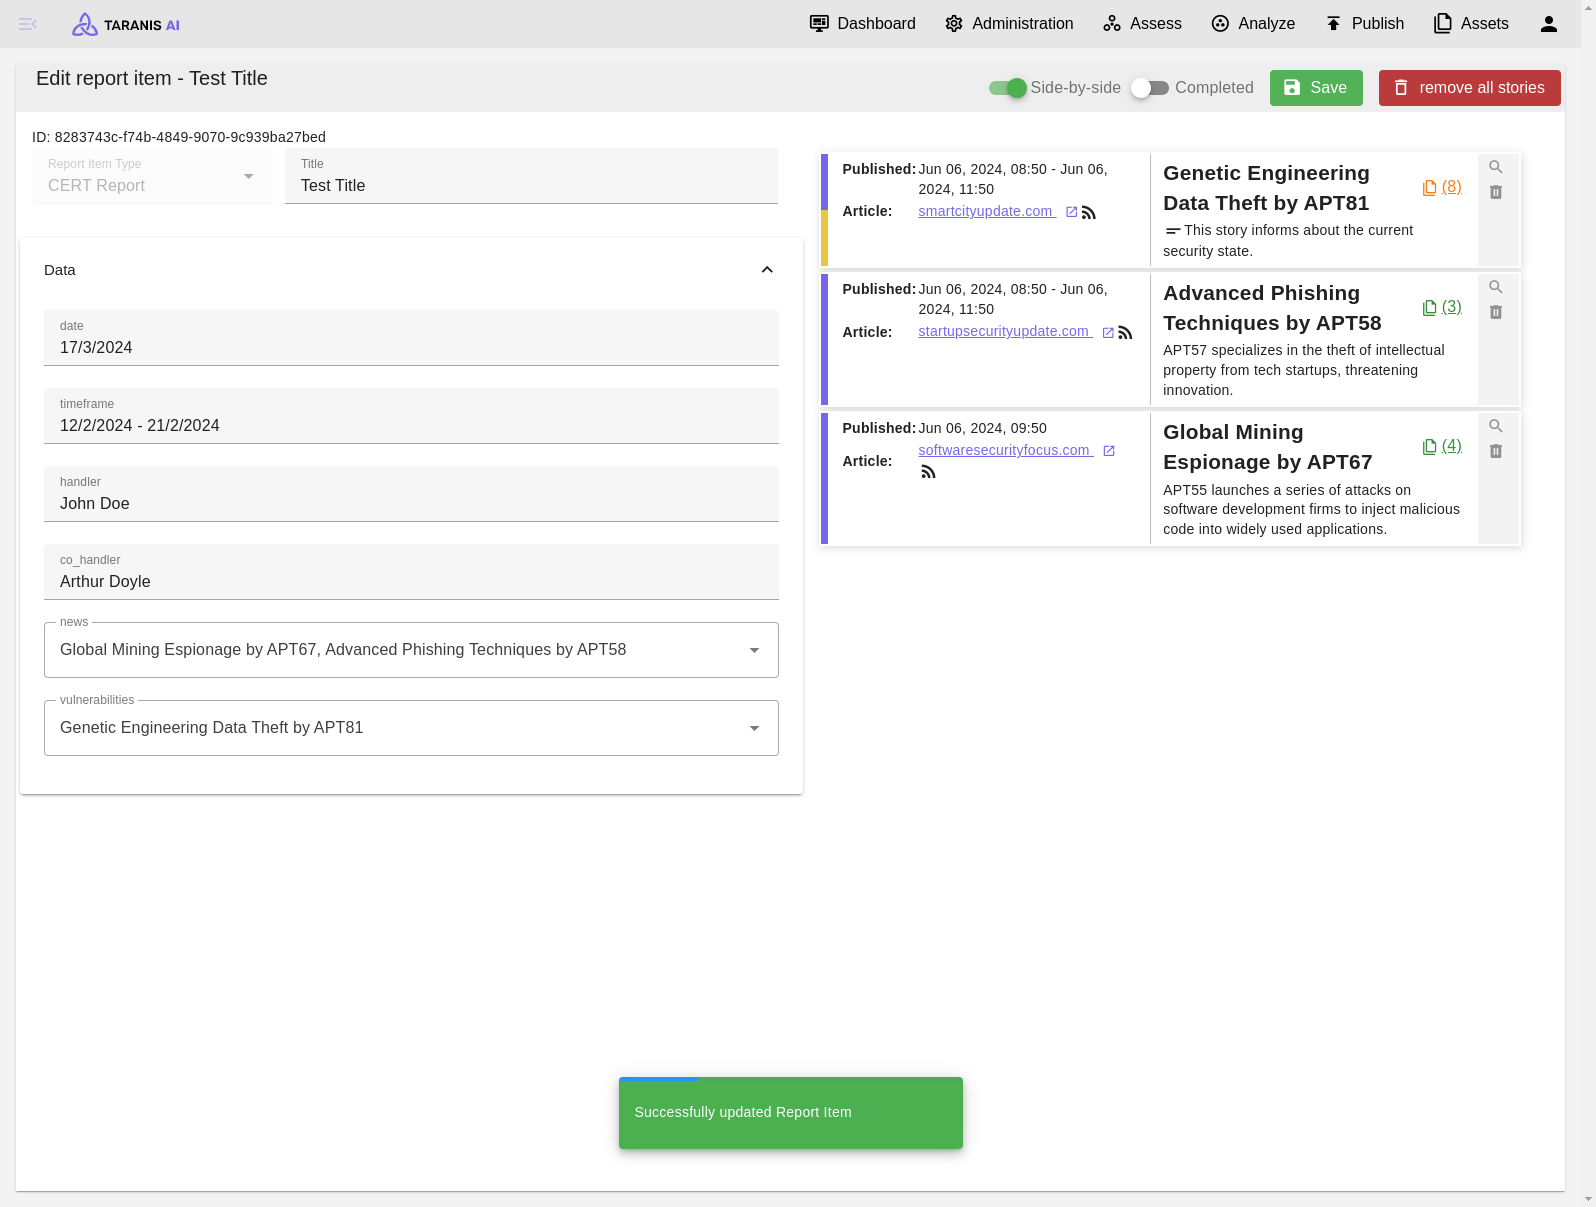 TARANIS AI
Dashboard
Administration
Assess
Analyze
Publish
Assets
Edit report item - Test Title
Side-by-side
Completed
Save
remove all stories
ID: 8283743c-f74b-4849-9070-9c939ba27bed
Report Item Type
CERT Report
Title
Test Title
Data
date
17/3/2024
timeframe
12/2/2024 - 21/2/2024
handler
John Doe
co_handler
Arthur Doyle
news
Global Mining Espionage by APT67, Advanced Phishing Techniques by APT58
vulnerabilities
Genetic Engineering Data Theft by APT81
Published: Jun 06, 2024, 08:50 - Jun 06,
2024, 11:50
Article: smartcityupdate.com
Genetic Engineering
Data Theft by APT81
(8)
This story informs about the current
security state.
Published: Jun 06, 2024, 08:50 - Jun 06,
2024, 11:50
Article: startupsecurityupdate.com
Advanced Phishing
Techniques by APT58
(3)
APT57 specializes in the theft of intellectual
property from tech startups, threatening
innovation.
Published: Jun 06, 2024, 09:50
Article: softwaresecurityfocus.com
Global Mining
Espionage by APT67
(4)
APT55 launches a series of attacks on
software development firms to inject malicious
code into widely used applications.
Successfully updated Report Item